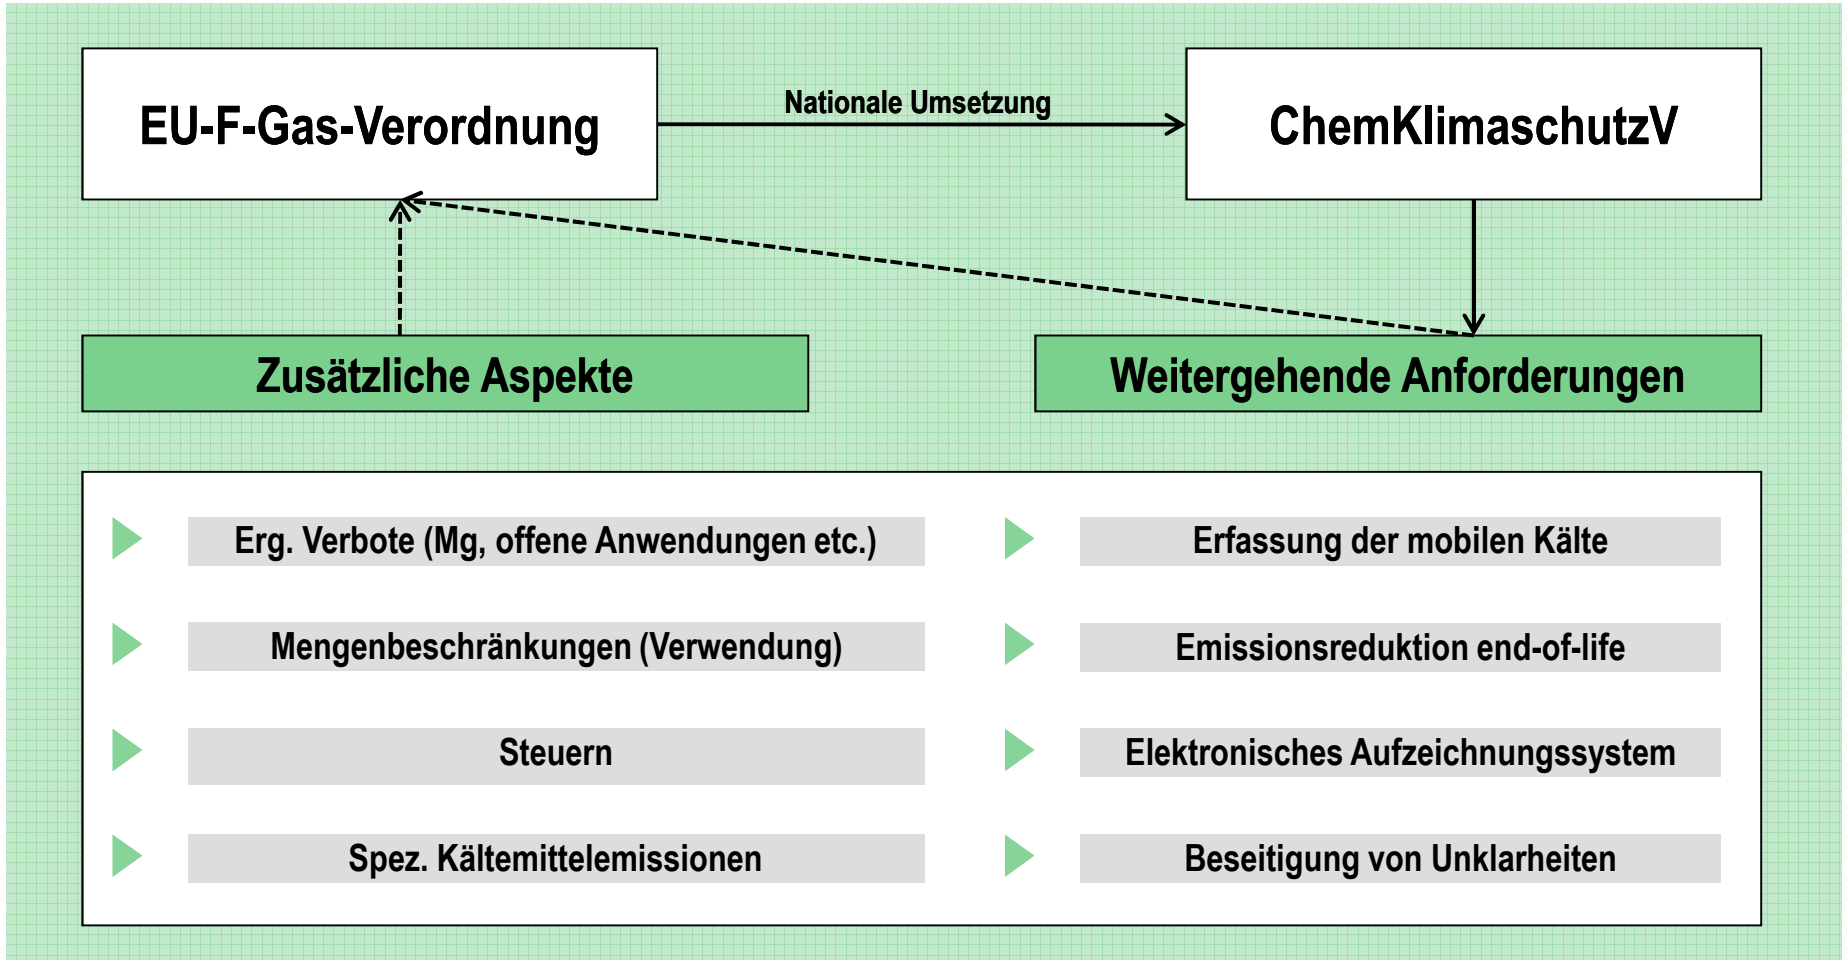 EU-F-Gas-Verordnung
Nationale Umsetzung
ChemKlimaschutzV
Zusätzliche Aspekte
Weitergehende Anforderungen
Erg. Verbote (Mg, offene Anwendungen etc.)
Erfassung der mobilen Kälte
Mengenbeschränkungen (Verwendung)
Emissionsreduktion end-of-life
Steuern
Elektronisches Aufzeichnungssystem
Spez. Kältemittelemissionen
Beseitigung von Unklarheiten